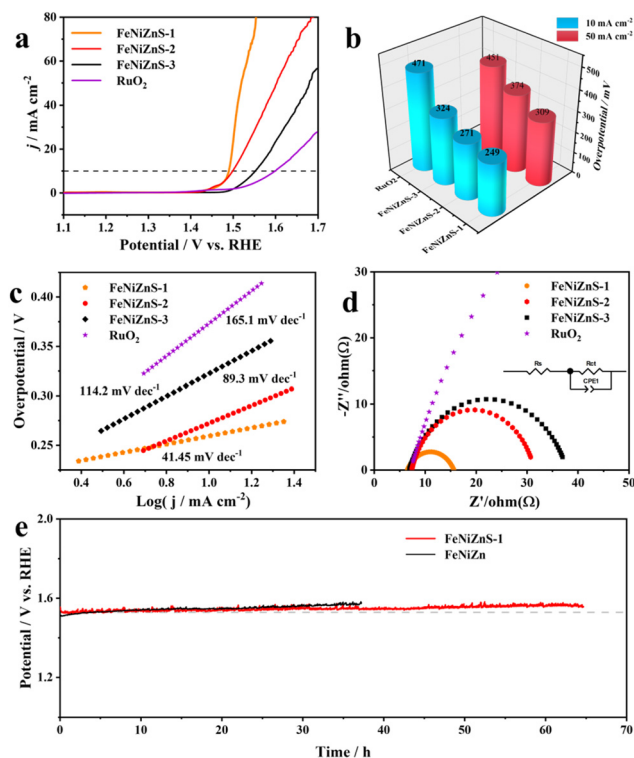 a
j / mA cm-2
80
60
40
20
0
1.1
1.2
1.3
1.4
1.5
1.6
1.7
Potential / V vs. RHE
FeNiZnS-1
FeNiZnS-2
FeNiZnS-3
RuO2
b
10 mA cm-2
50 mA cm-2
471
324
271
249
451
374
309
500
400
300
200
100
0
Overpotential / mV
RuO2
FeNiZnS-3
FeNiZnS-2
FeNiZnS-1
c
Overpotential / V
0.40
0.35
0.30
0.25
0.4
0.6
0.8
1.0
1.2
1.4
Log( j / mA cm-2)
FeNiZnS-1
FeNiZnS-2
FeNiZnS-3
RuO2
165.1 mV dec-1
114.2 mV dec-1
89.3 mV dec-1
41.45 mV dec-1
d
-Z''/ohm(Ω)
30
20
10
0
0
10
20
30
40
50
Z'/ohm(Ω)
FeNiZnS-1
FeNiZnS-2
FeNiZnS-3
RuO2
Rs
Rct
CPE1
e
Potential / V vs. RHE
2.0
1.6
1.2
0
10
20
30
40
50
60
70
Time / h
FeNiZnS-1
FeNiZn